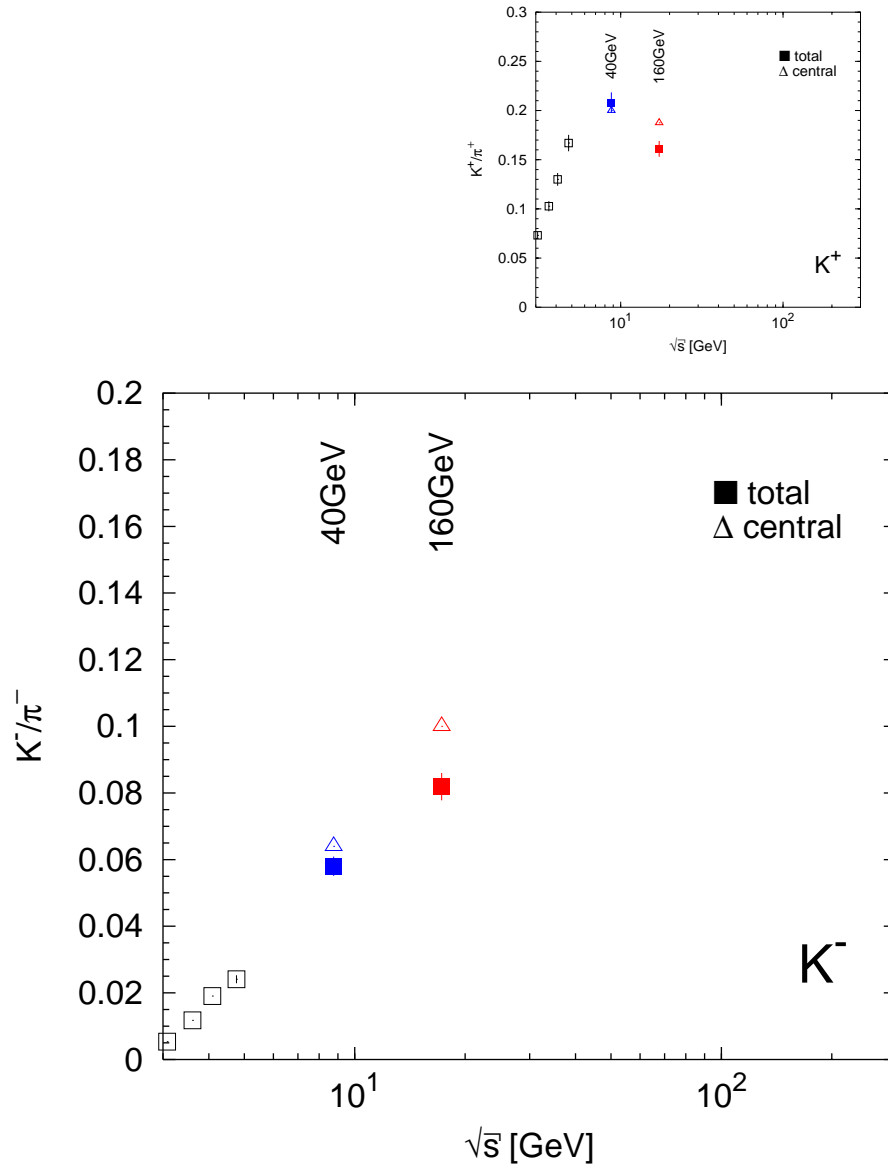 0.3
0.25
0.2
0.15
0.1
0.05
0
K⁺/π⁺
40GeV
160GeV
■ total
Δ central
K⁺
10¹
10²
√s [GeV]
0.2
0.18
0.16
0.14
0.12
0.1
0.08
0.06
0.04
0.02
0
K⁻/π⁻
40GeV
160GeV
■ total
Δ central
K⁻
10¹
10²
√s [GeV]